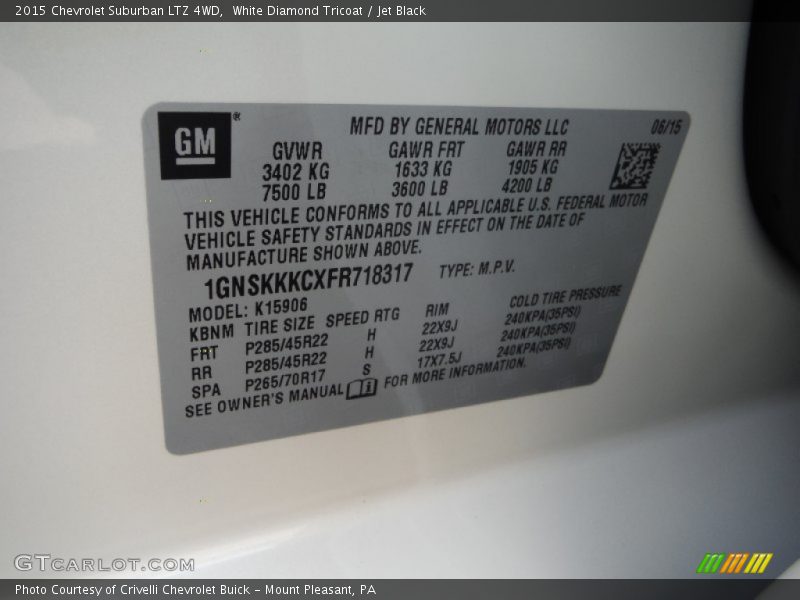 2015 Chevrolet Suburban LTZ 4WD,  White Diamond Tricoat / Jet Black
GM®
MFD BY GENERAL MOTORS LLC 06/15
GVWR GAWR FRT GAWR RR
3402 KG 1633 KG 1905 KG
7500 LB 3600 LB 4200 LB
THIS VEHICLE CONFORMS TO ALL APPLICABLE U.S. FEDERAL MOTOR
VEHICLE SAFETY STANDARDS IN EFFECT ON THE DATE OF
MANUFACTURE SHOWN ABOVE.
1GNSKKKCXFR718317 TYPE: M.P.V.
MODEL: K15906
KBNM TIRE SIZE SPEED RTG RIM COLD TIRE PRESSURE
FRT P285/45R22 H 22X9J 240KPA(35PSI)
RR P285/45R22 H 22X9J 240KPA(35PSI)
SPA P265/70R17 S 17X7.5J 240KPA(35PSI)
SEE OWNER'S MANUAL FOR MORE INFORMATION.
GTCARLOT.COM
Photo Courtesy of Crivelli Chevrolet Buick – Mount Pleasant, PA